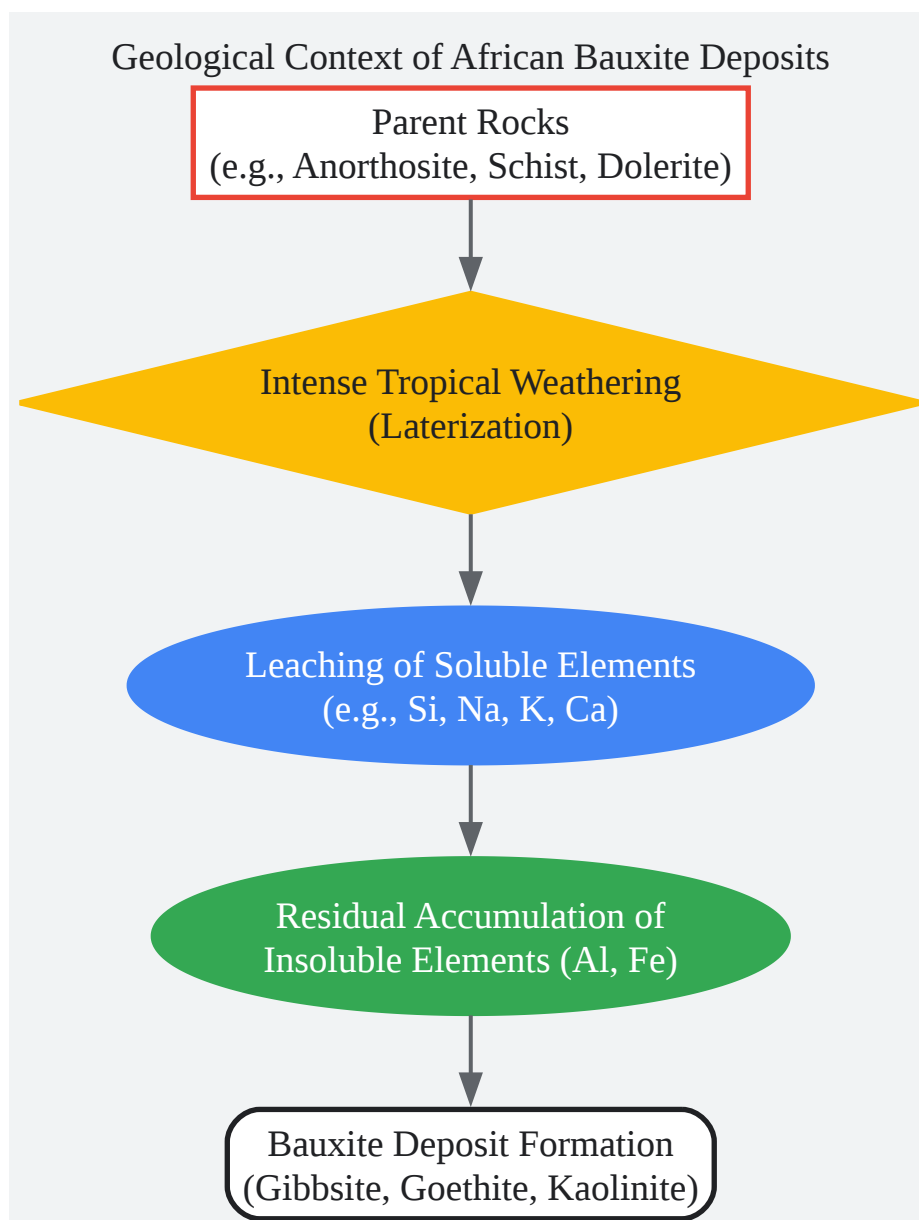 Geological Context of African Bauxite Deposits
Parent Rocks
(e.g., Anorthosite, Schist, Dolerite)
Intense Tropical Weathering
(Laterization)
Leaching of Soluble Elements
(e.g., Si, Na, K, Ca)
Residual Accumulation of
Insoluble Elements (Al, Fe)
Bauxite Deposit Formation
(Gibbsite, Goethite, Kaolinite)